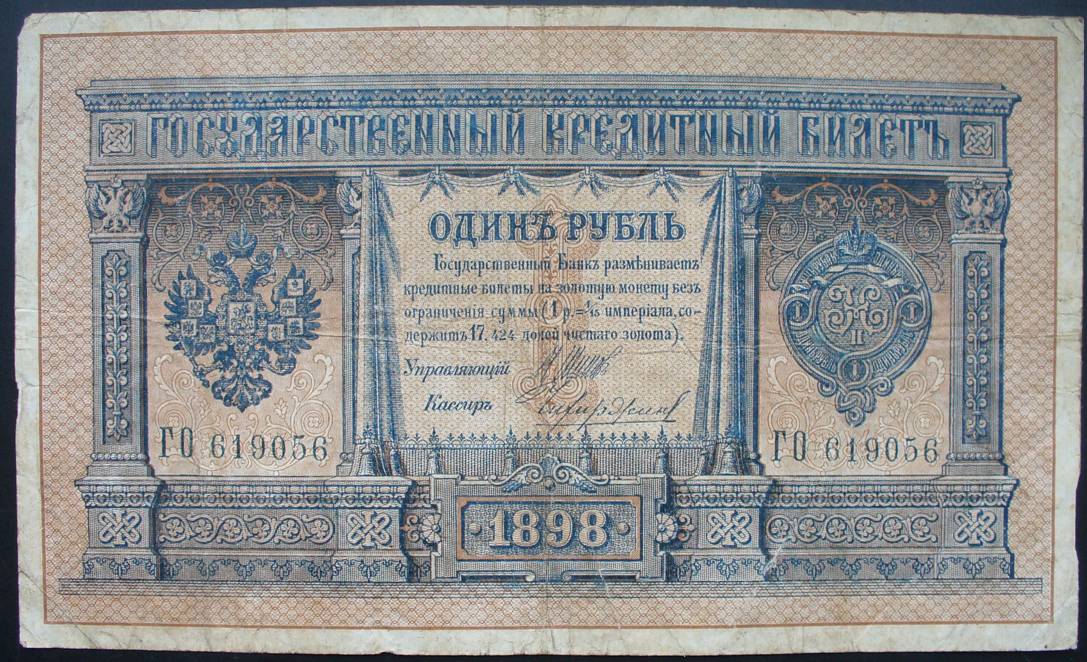 ГОСУДАРСТВЕННЫЙ КРЕДИТНЫЙ БИЛЕТЪ
ОДИНЪ РУБЛЬ
Государственный Банкъ размѣниваетъ
кредитные билеты на золотую монету безъ
ограниченія суммы (1 р.=1/15 имперіала, со-
держитъ 17,424 долей чистаго золота).
Управляющій
Кассиръ
ГО 619056
ГО 619056
1898